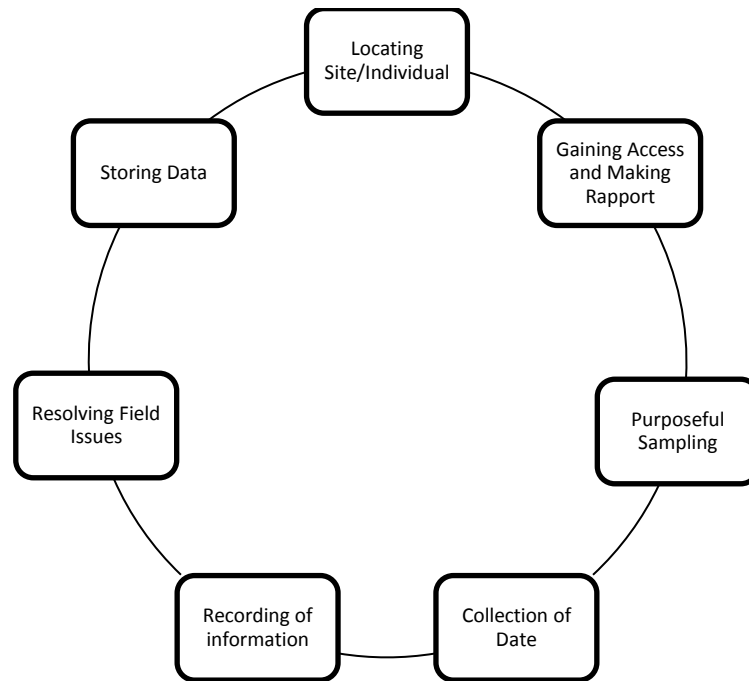 Locating
Site/Individual
Gaining Access
and Making
Rapport
Purposeful
Sampling
Collection of
Date
Recording of
information
Resolving Field
Issues
Storing Data